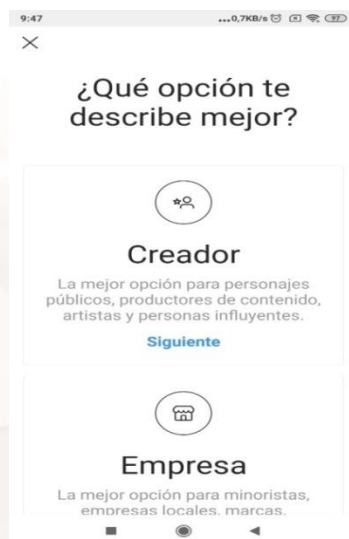 9:47
...0,7KB/s
97
¿Qué opción te
describe mejor?
Creador
La mejor opción para personajes
públicos, productores de contenido,
artistas y personas influyentes.
Siguiente
Empresa
La mejor opción para minoristas,
empresas locales, marcas,